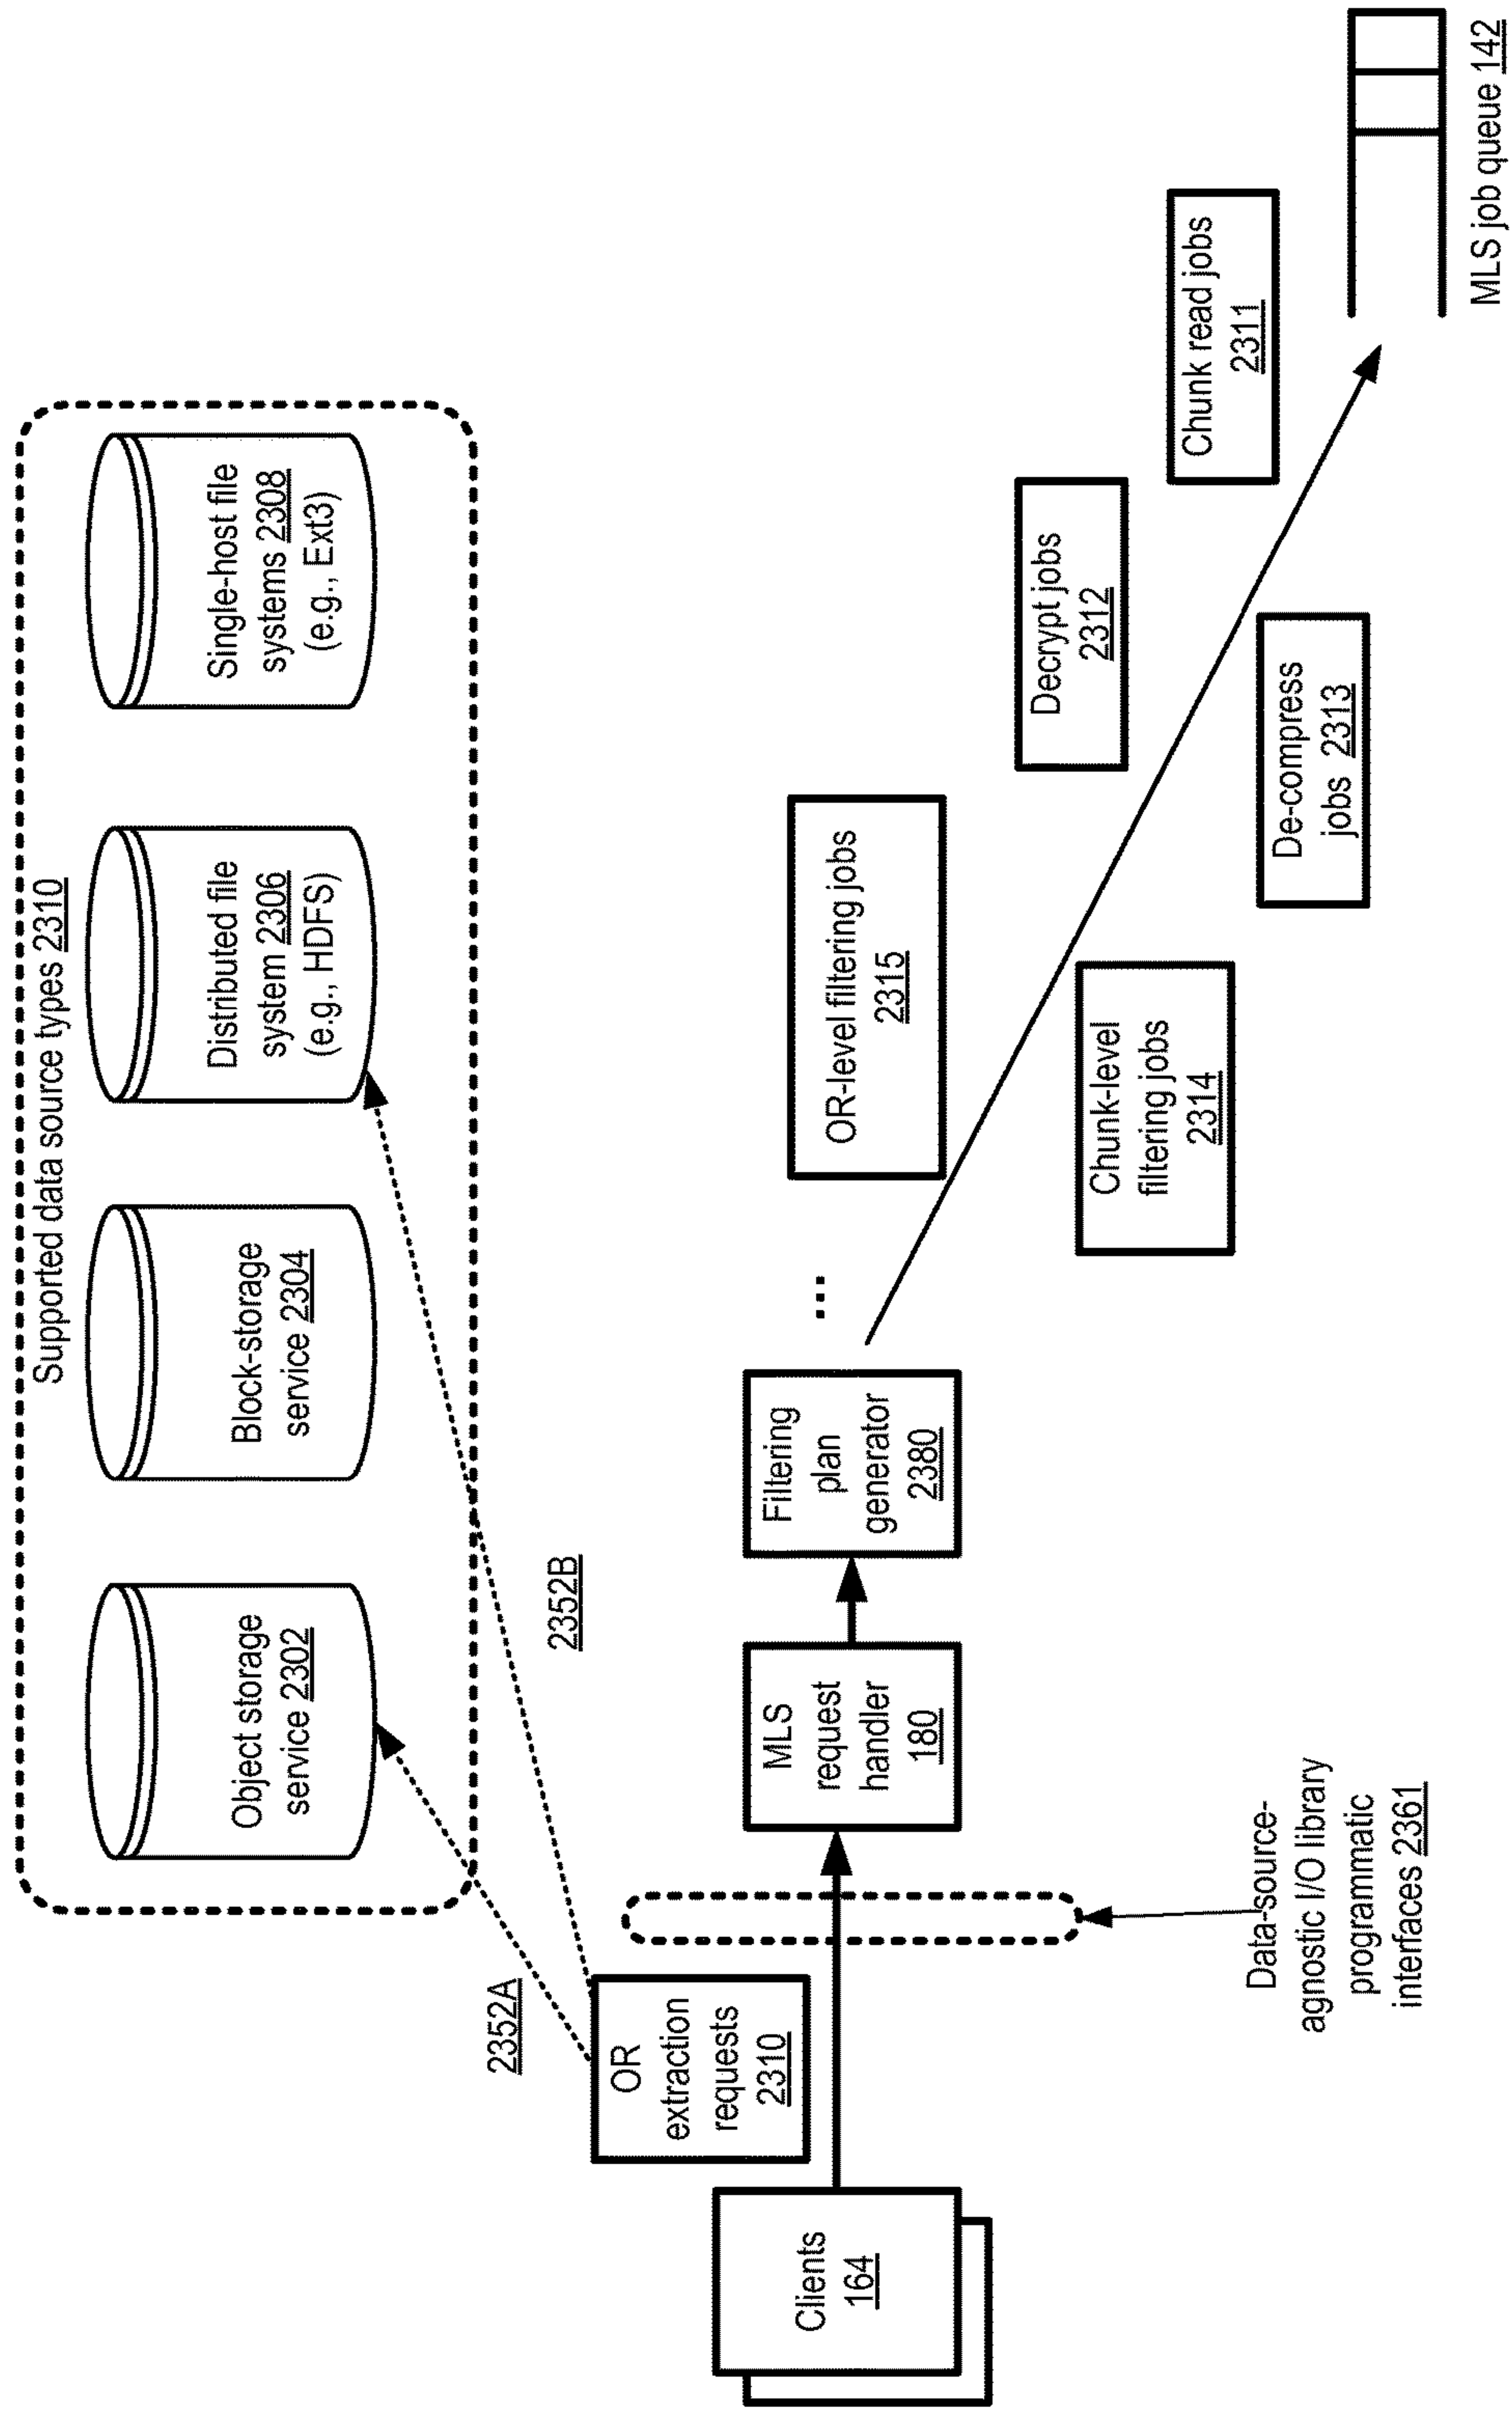 Supported data source types 2310
Object storage
service 2302
Block-storage
service 2304
Distributed file
system 2306
(e.g., HDFS)
Single-host file
systems 2308
(e.g., Ext3)
2352A
2352B
OR
extraction
requests
2310
Clients
164
MLS
request
handler
180
Filtering
plan
generator
2380
...
OR-level filtering jobs
2315
Decrypt jobs
2312
Chunk read jobs
2311
Chunk-level
filtering jobs
2314
De-compress
jobs 2313
Data-source-
agnostic I/O library
programmatic
interfaces 2361
MLS job queue 142